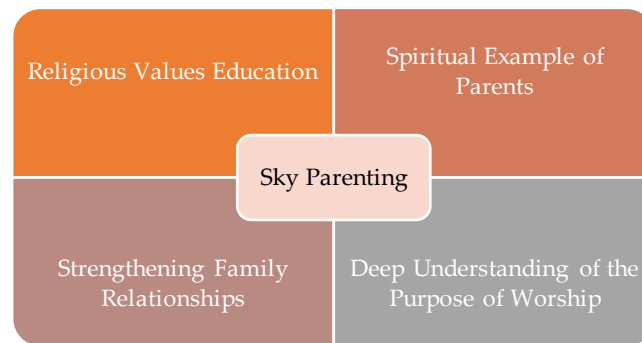 Religious Values Education
Spiritual Example of
Parents
Sky Parenting
Strengthening Family
Relationships
Deep Understanding of the
Purpose of Worship